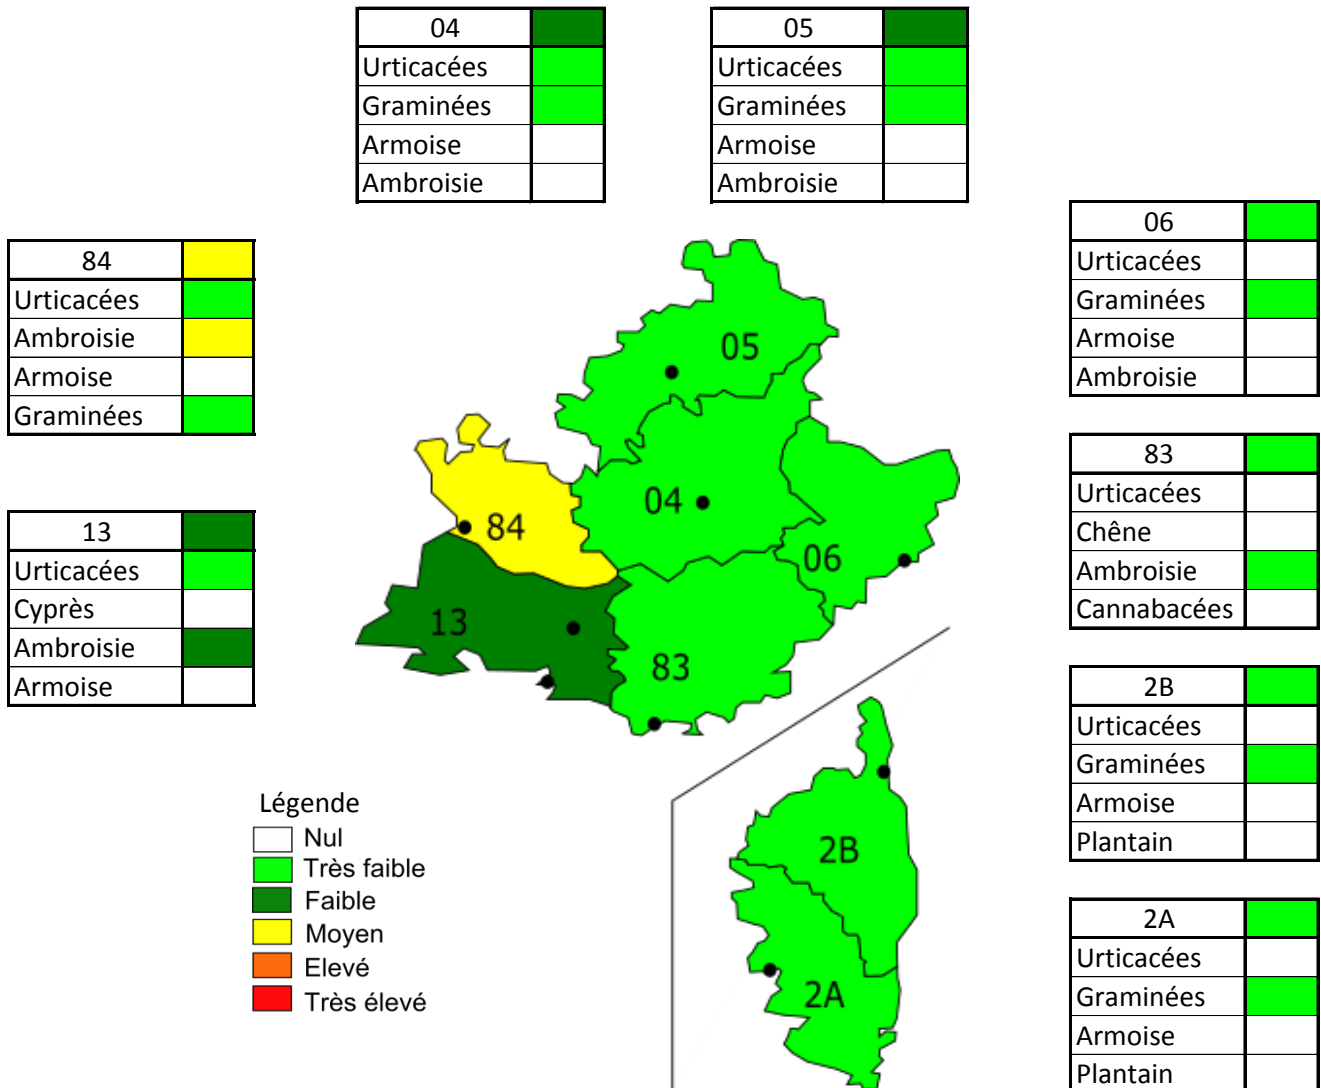 04
Urticacées
Graminées
Armoise
Ambroisie
05
Urticacées
Graminées
Armoise
Ambroisie
84
Urticacées
Ambroisie
Armoise
Graminées
13
Urticacées
Cyprès
Ambroisie
Armoise
05
04
84
06
13
83
2B
2A
06
Urticacées
Graminées
Armoise
Ambroisie
83
Urticacées
Chêne
Ambroisie
Cannabacées
2B
Urticacées
Graminées
Armoise
Plantain
2A
Urticacées
Graminées
Armoise
Plantain
Légende
Nul
Très faible
Faible
Moyen
Elevé
Très élevé